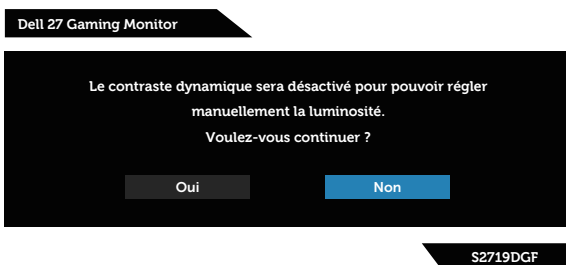 Dell 27 Gaming Monitor
Le contraste dynamique sera désactivé pour pouvoir régler
manuellement la luminosité.
Voulez-vous continuer ?
Oui
Non
S2719DGF